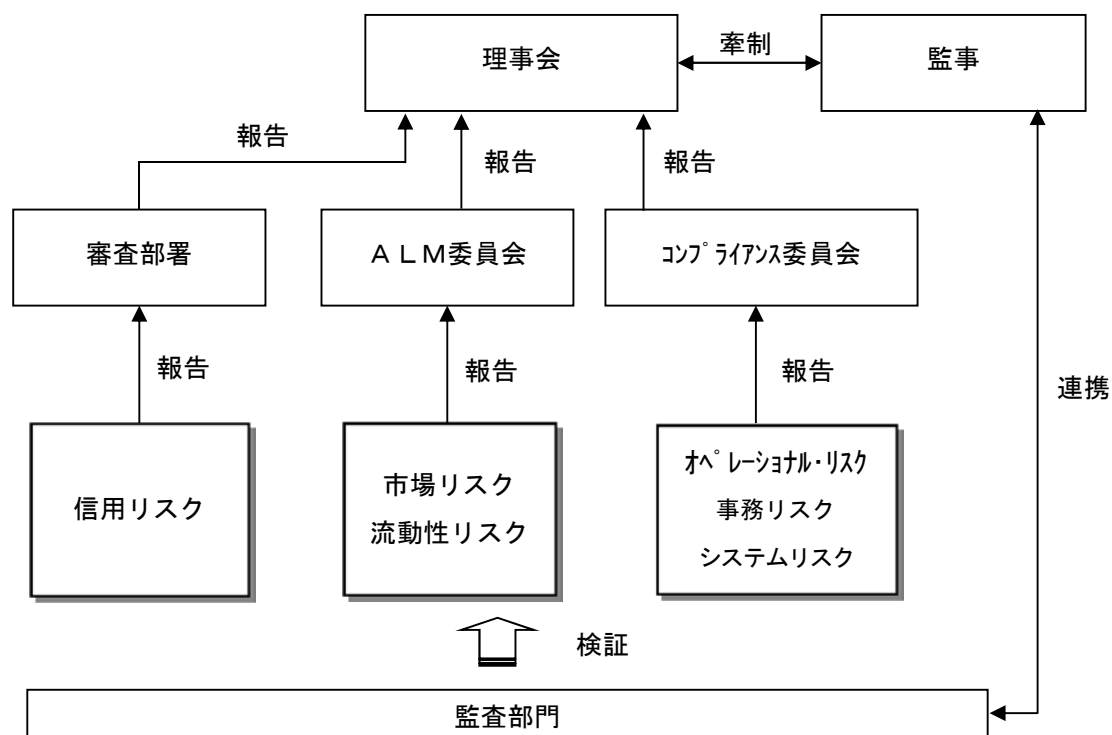 理事会
牽制
監事
報告
報告
報告
審査部署
ＡＬＭ委員会
ｺﾝﾌﾟﾗｲｱﾝｽ委員会
報告
報告
報告
連携
信用リスク
市場リスク
流動性リスク
ｵﾍﾟﾚｰｼｮﾅﾙ・ﾘｽｸ
事務リスク
システムリスク
検証
監査部門